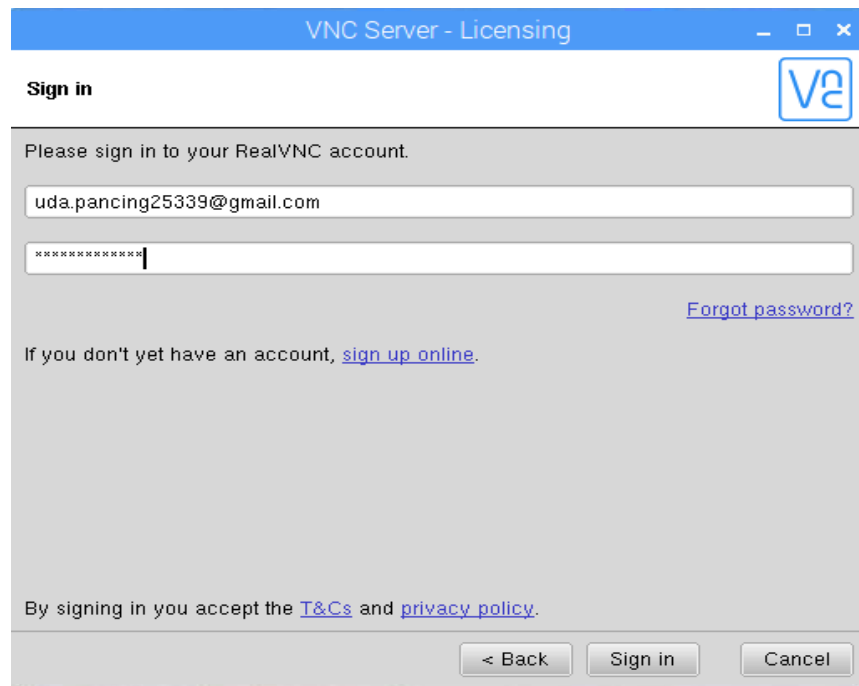 VNC Server - Licensing
Sign in
Please sign in to your RealVNC account.
uda.pancing25339@gmail.com
*************
Forgot password?
If you don't yet have an account, sign up online.
By signing in you accept the T&Cs and privacy policy.
< Back Sign in Cancel